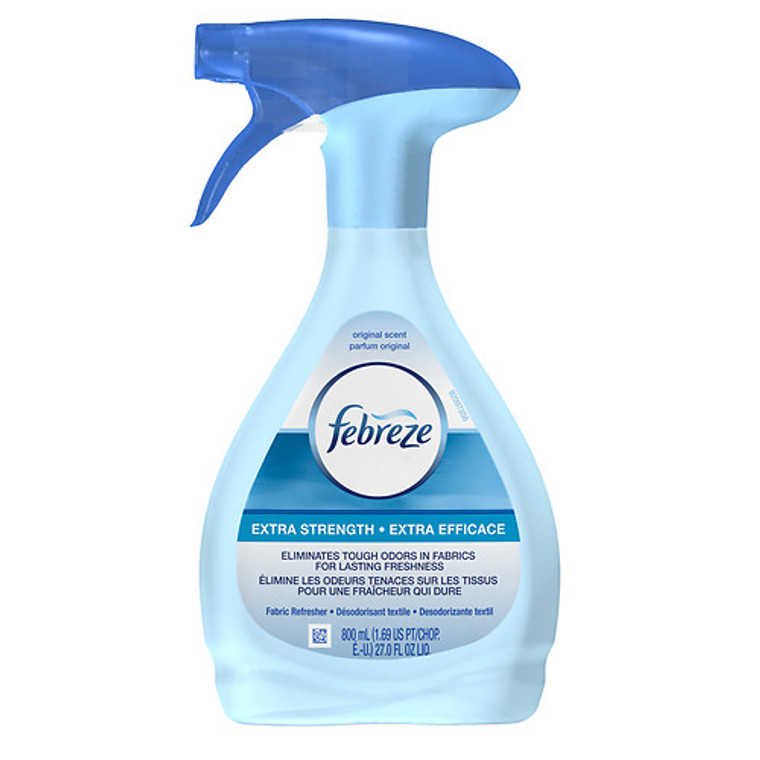 original scent
parfum original
febreze
EXTRA STRENGTH • EXTRA EFFICACE
ELIMINATES TOUGH ODORS IN FABRICS
FOR LASTING FRESHNESS
ÉLIMINE LES ODEURS TENACES SUR LES TISSUS
POUR UNE FRAÎCHEUR QUI DURE
Fabric Refresher • Désodorisant textile • Desodorizante textil
800 mL (1.69 US PT/CHOP.
É.-U.) 27.0 FL OZ LIQ.